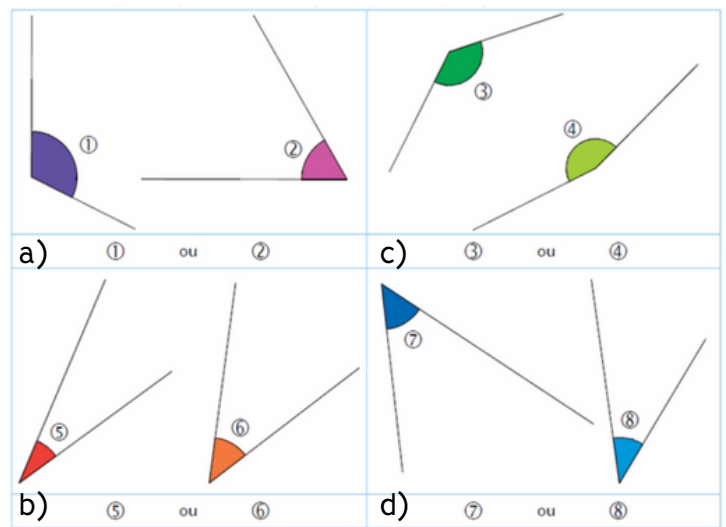 ① ②
③
④
a) ① ou ②
c) ③ ou ④
⑤ ⑥
⑦
⑧
b) ⑤ ou ⑥
d) ⑦ ou ⑧